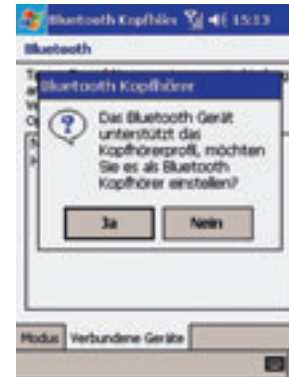 Bluetooth Kopfhöre 15:13
Bluetooth
Bluetooth Kopfhörer
Das Bluetooth Gerät
unterstützt das
Kopfhörerprofil, möchten
Sie es als Bluetooth
Kopfhörer einstellen?
Ja Nein
Modus Verbundene Geräte